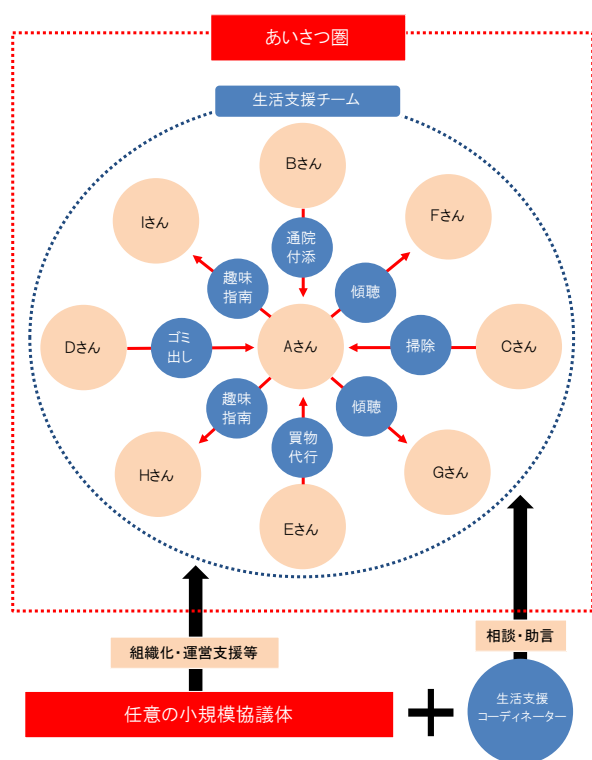 あいさつ圏
生活支援チーム
Bさん
Iさん
Fさん
通院
付添
趣味
指南
傾聴
Dさん
ゴミ
出し
Aさん
掃除
Cさん
趣味
指南
傾聴
買物
代行
Hさん
Gさん
Eさん
組織化・運営支援等
相談・助言
任意の小規模協議体
生活支援
コーディネーター